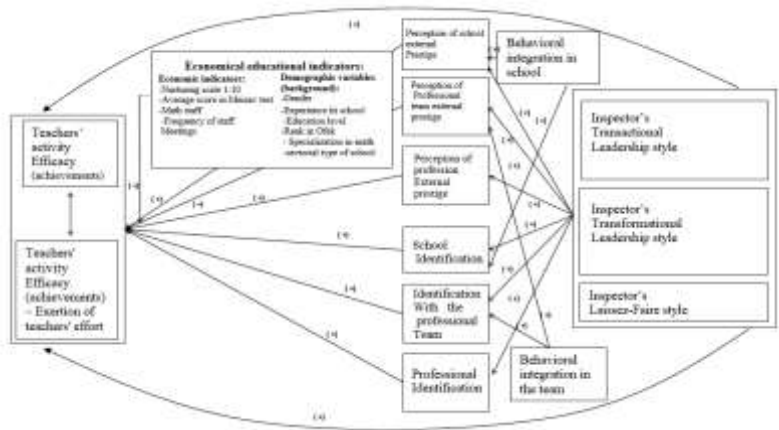 Economical educational indicators:
Economic indicators:
-Nurturing scale 1-10
-Average score in Meizav test
-Math staff
-Frequency of staff
Meetings
Demographic variables
(background):
-Gender
-Experience in school
-Education level
-Rank in Ofek
- Specialization in math
-sectorial type of school
Teachers'
activity
Efficacy
(achievements)
Teachers'
activity
Efficacy
(achievements)
– Exertion of
teachers' effort
Perception of school
external
Prestige
Perception of
Professional
team external
prestige
Perception of
profession
External
prestige
School
Identification
Identification
With the
professional
Team
Professional
Identification
Behavioral
integration in
school
Behavioral
integration in
the team
Inspector's
Transactional
Leadership style
Inspector's
Transformational
Leadership style
Inspector's
Laissez-Faire style
(+)
(+)
(+)
(+)
(+)
(+)
(+)
(+)